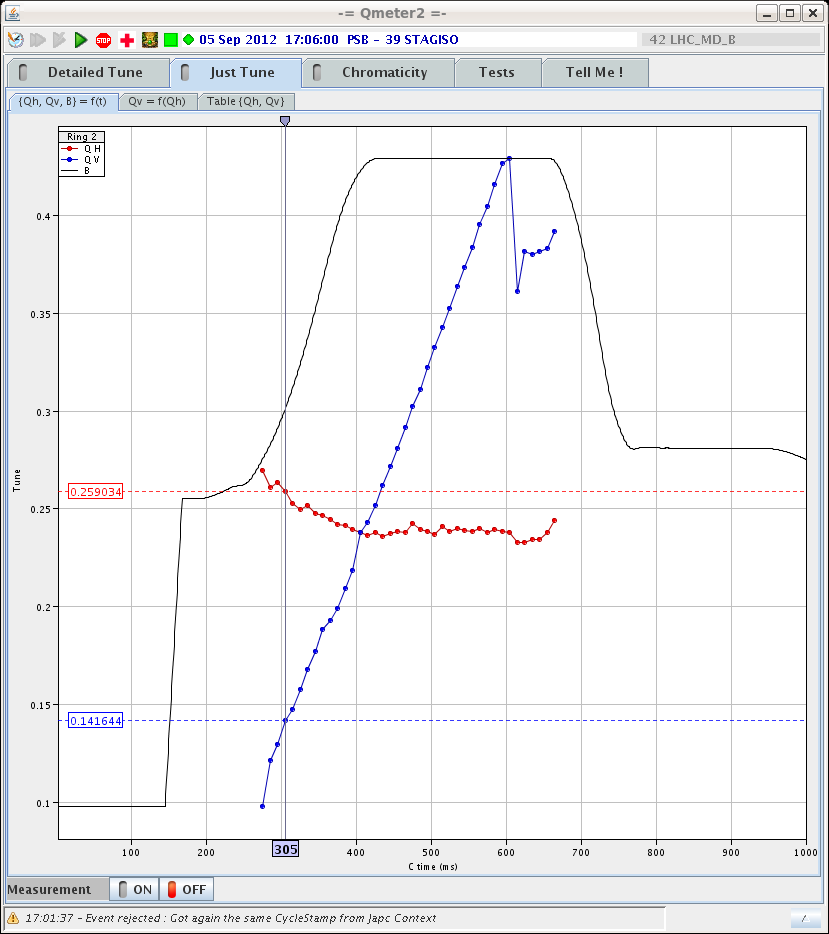 -= Qmeter2 =-
STOP 05 Sep 2012 17:06:00 PSB - 39 STAGISO 42 LHC_MD_B
Detailed Tune Just Tune Chromaticity Tests Tell Me !
{Qh, Qv, B} = f(t) Qv = f(Qh) Table {Qh, Qv}
Ring 2
Q H
Q V
B
0.4
0.35
0.3
0.259034
0.25
0.2
0.15
0.141644
0.1
Tune
100 200 305 400 500 600 700 800 900 1000
C time (ms)
Measurement ON OFF
17:01:37 - Event rejected : Got again the same CycleStamp from Japc Context